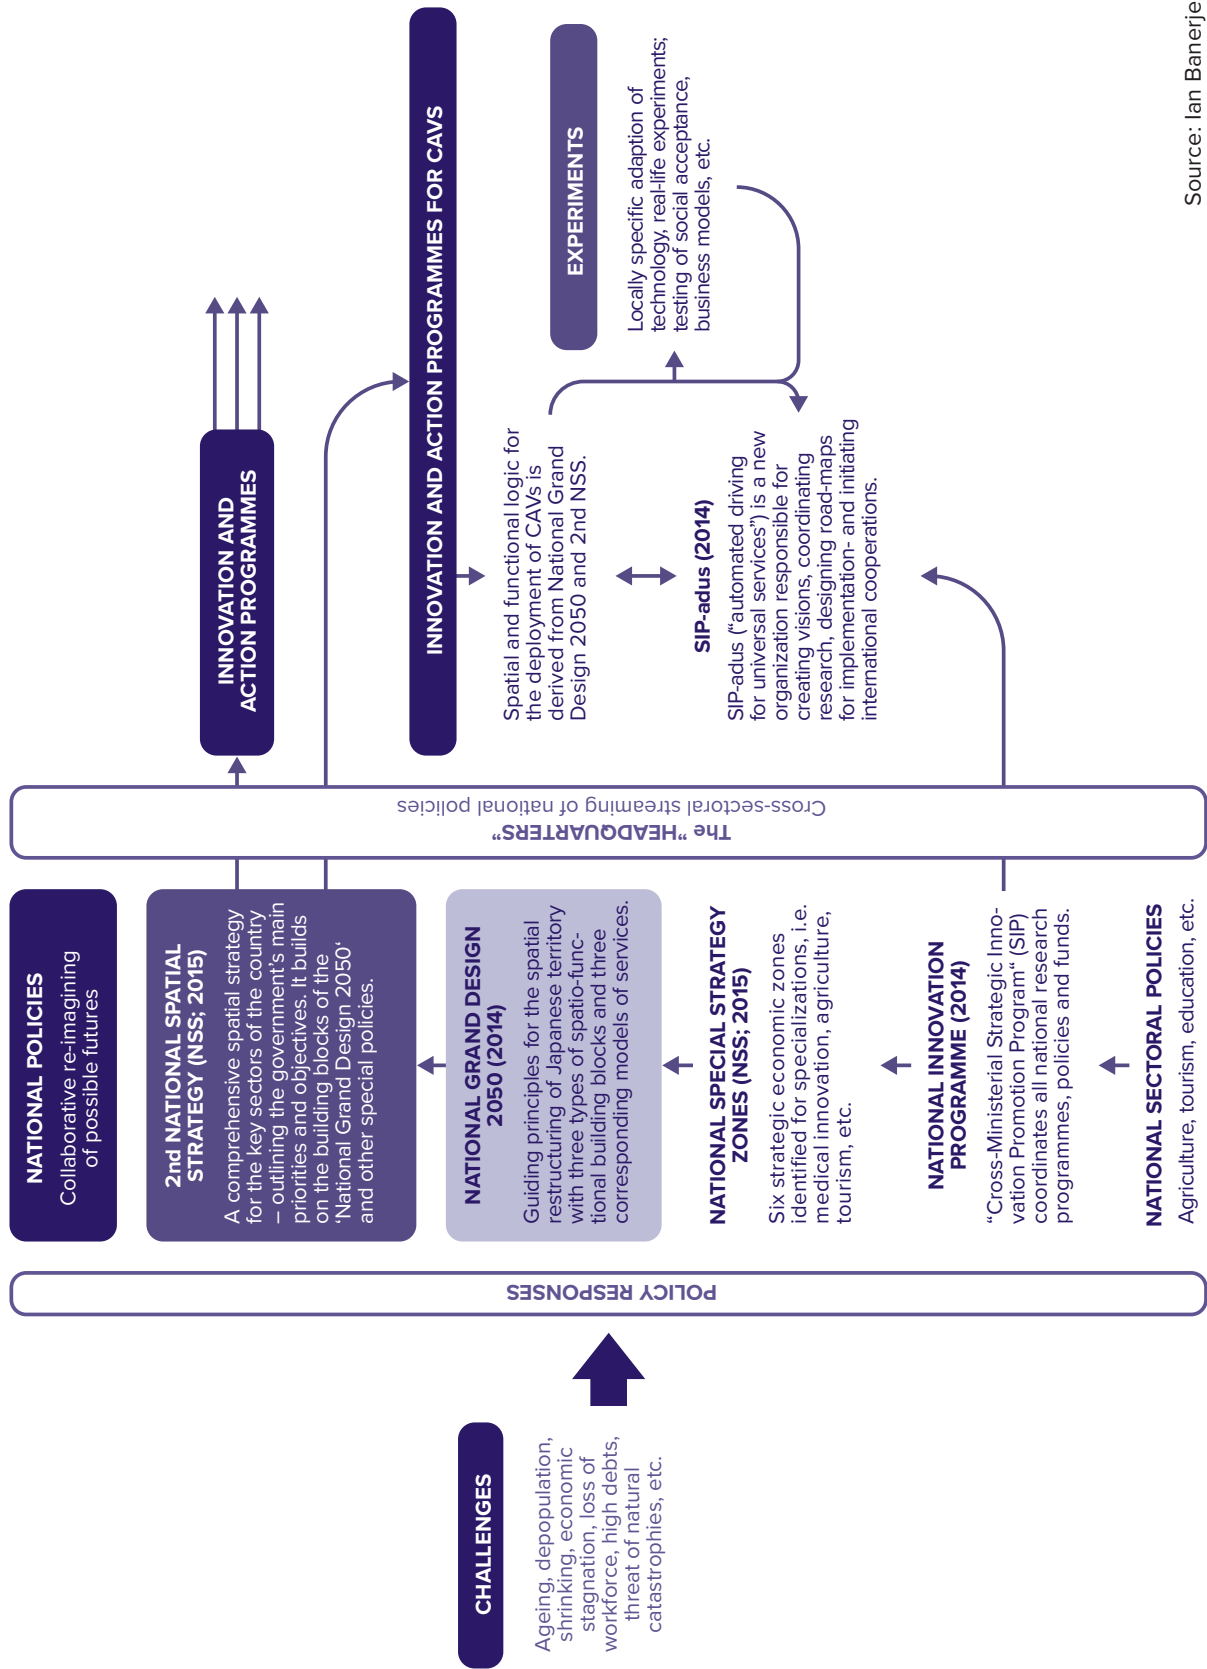 CHALLENGES
Ageing, depopulation,
shrinking, economic
stagnation, loss of
workforce, high debts,
threat of natural
catastrophies, etc.
POLICY RESPONSES
NATIONAL POLICIES
Collaborative re-imagining
of possible futures
2nd NATIONAL SPATIAL
STRATEGY (NSS; 2015)
A comprehensive spatial strategy
for the key sectors of the country
– outlining the government’s main
priorities and objectives. It builds
on the building blocks of the
‘National Grand Design 2050‘
and other special policies.
NATIONAL GRAND DESIGN
2050 (2014)
Guiding principles for the spatial
restructuring of Japanese territory
with three types of spatio-func-
tional building blocks and three
corresponding models of services.
NATIONAL SPECIAL STRATEGY
ZONES (NSS; 2015)
Six strategic economic zones
identified for specializations, i.e.
medical innovation, agriculture,
tourism, etc.
NATIONAL INNOVATION
PROGRAMME (2014)
“Cross-Ministerial Strategic Inno-
vation Promotion Program“ (SIP)
coordinates all national research
programmes, policies and funds.
NATIONAL SECTORAL POLICIES
Agriculture, tourism, education, etc.
The ”HEADQUARTERS”
Cross-sectoral streaming of national policies
INNOVATION AND
ACTION PROGRAMMES
INNOVATION AND ACTION PROGRAMMES FOR CAVS
Spatial and functional logic for
the deployment of CAVs is
derived from National Grand
Design 2050 and 2nd NSS.
SIP-adus (2014)
SIP-adus (“automated driving
for universal services”) is a new
organization responsible for
creating visions, coordinating
research, designing road-maps
for implementation- and initiating
international cooperations.
EXPERIMENTS
Locally specific adaption of
technology, real-life experiments;
testing of social acceptance,
business models, etc.
Source: Ian Banerje